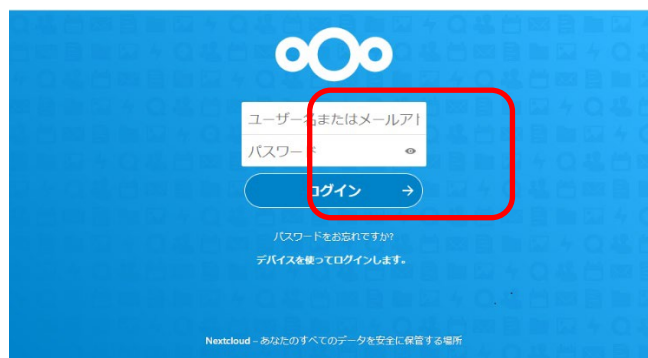 ユーザー名またはメールアド
パスワード
ログイン
パスワードをお忘れですか?
デバイスを使ってログインします。
Nextcloud – あなたのすべてのデータを安全に保管する場所